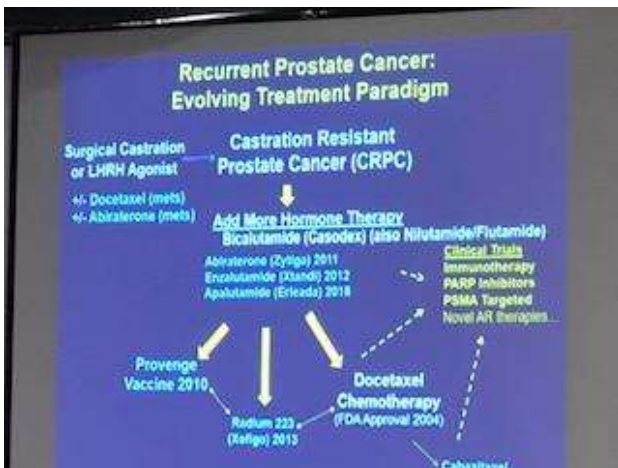 Recurrent Prostate Cancer:
Evolving Treatment Paradigm
Surgical Castration
or LHRH Agonist
+/- Docetaxel (mets)
+/- Abiraterone (mets)
Castration Resistant
Prostate Cancer (CRPC)
Add More Hormone Therapy
Bicalutamide (Casodex) (also Nilutamide/Flutamide)
Abiraterone (Zytiga) 2011
Enzalutamide (Xtandi) 2012
Apalutamide (Erleada) 2018
Clinical Trials
Immunotherapy
PARP Inhibitors
PSMA Targeted
Novel AR therapies...
Provenge
Vaccine 2010
Radium 223
(Xofigo) 2013
Docetaxel
Chemotherapy
(FDA Approval 2004)
Cabazitaxel